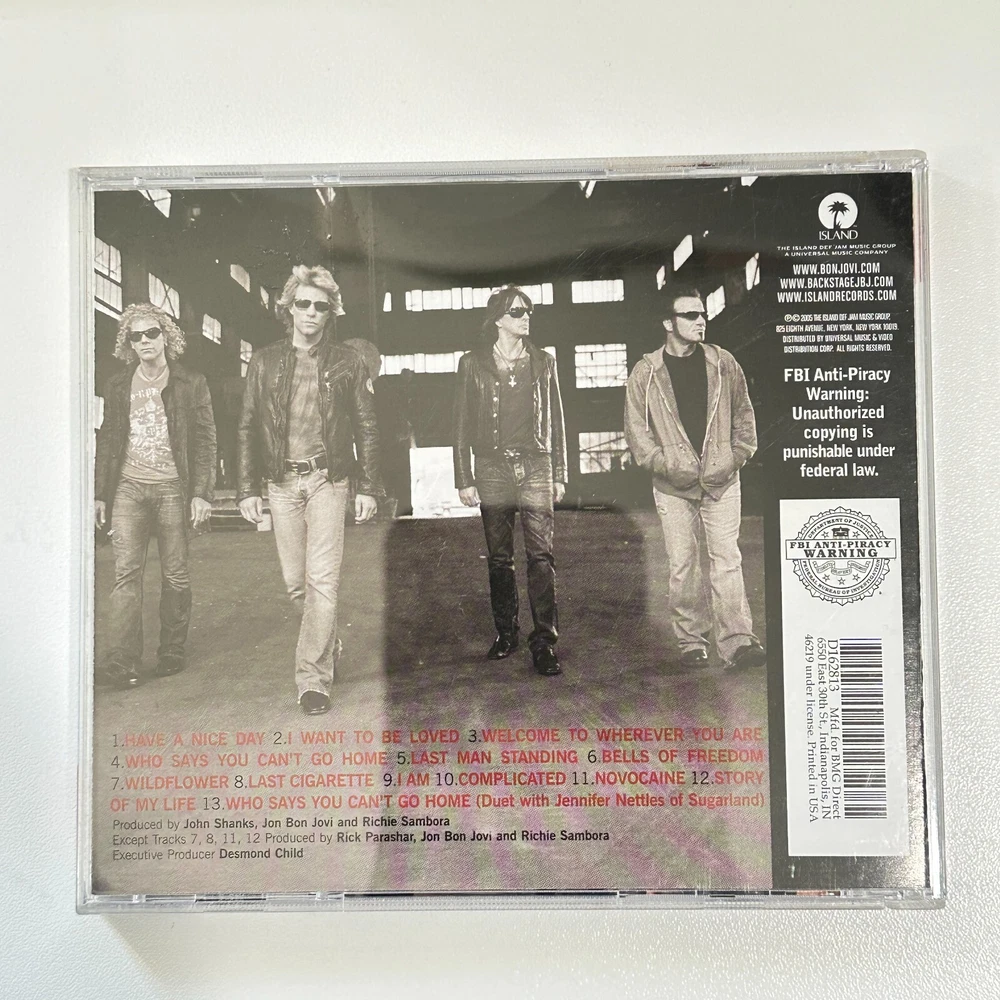 ISLAND
THE ISLAND DEF JAM MUSIC GROUP
A UNIVERSAL MUSIC COMPANY
WWW.BONJOVI.COM
WWW.BACKSTAGEJBJ.COM
WWW.ISLANDRECORDS.COM
℗© 2005 THE ISLAND DEF JAM MUSIC GROUP,
825 EIGHTH AVENUE, NEW YORK, NEW YORK 10019.
DISTRIBUTED BY UNIVERSAL MUSIC & VIDEO
DISTRIBUTION CORP. ALL RIGHTS RESERVED.
FBI Anti-Piracy
Warning:
Unauthorized
copying is
punishable under
federal law.
DEPARTMENT OF JUSTICE
FBI ANTI-PIRACY
WARNING
FEDERAL BUREAU OF INVESTIGATION
D162813 Mfd. for BMG Direct
6550 East 30th St., Indianapolis, IN
46219 under license. Printed in USA
1.HAVE A NICE DAY 2.I WANT TO BE LOVED 3.WELCOME TO WHEREVER YOU ARE
4.WHO SAYS YOU CAN'T GO HOME 5.LAST MAN STANDING 6.BELLS OF FREEDOM
7.WILDFLOWER 8.LAST CIGARETTE 9.I AM 10.COMPLICATED 11.NOVOCAINE 12.STORY
OF MY LIFE 13.WHO SAYS YOU CAN'T GO HOME (Duet with Jennifer Nettles of Sugarland)
Produced by John Shanks, Jon Bon Jovi and Richie Sambora
Except Tracks 7, 8, 11, 12 Produced by Rick Parashar, Jon Bon Jovi and Richie Sambora
Executive Producer Desmond Child